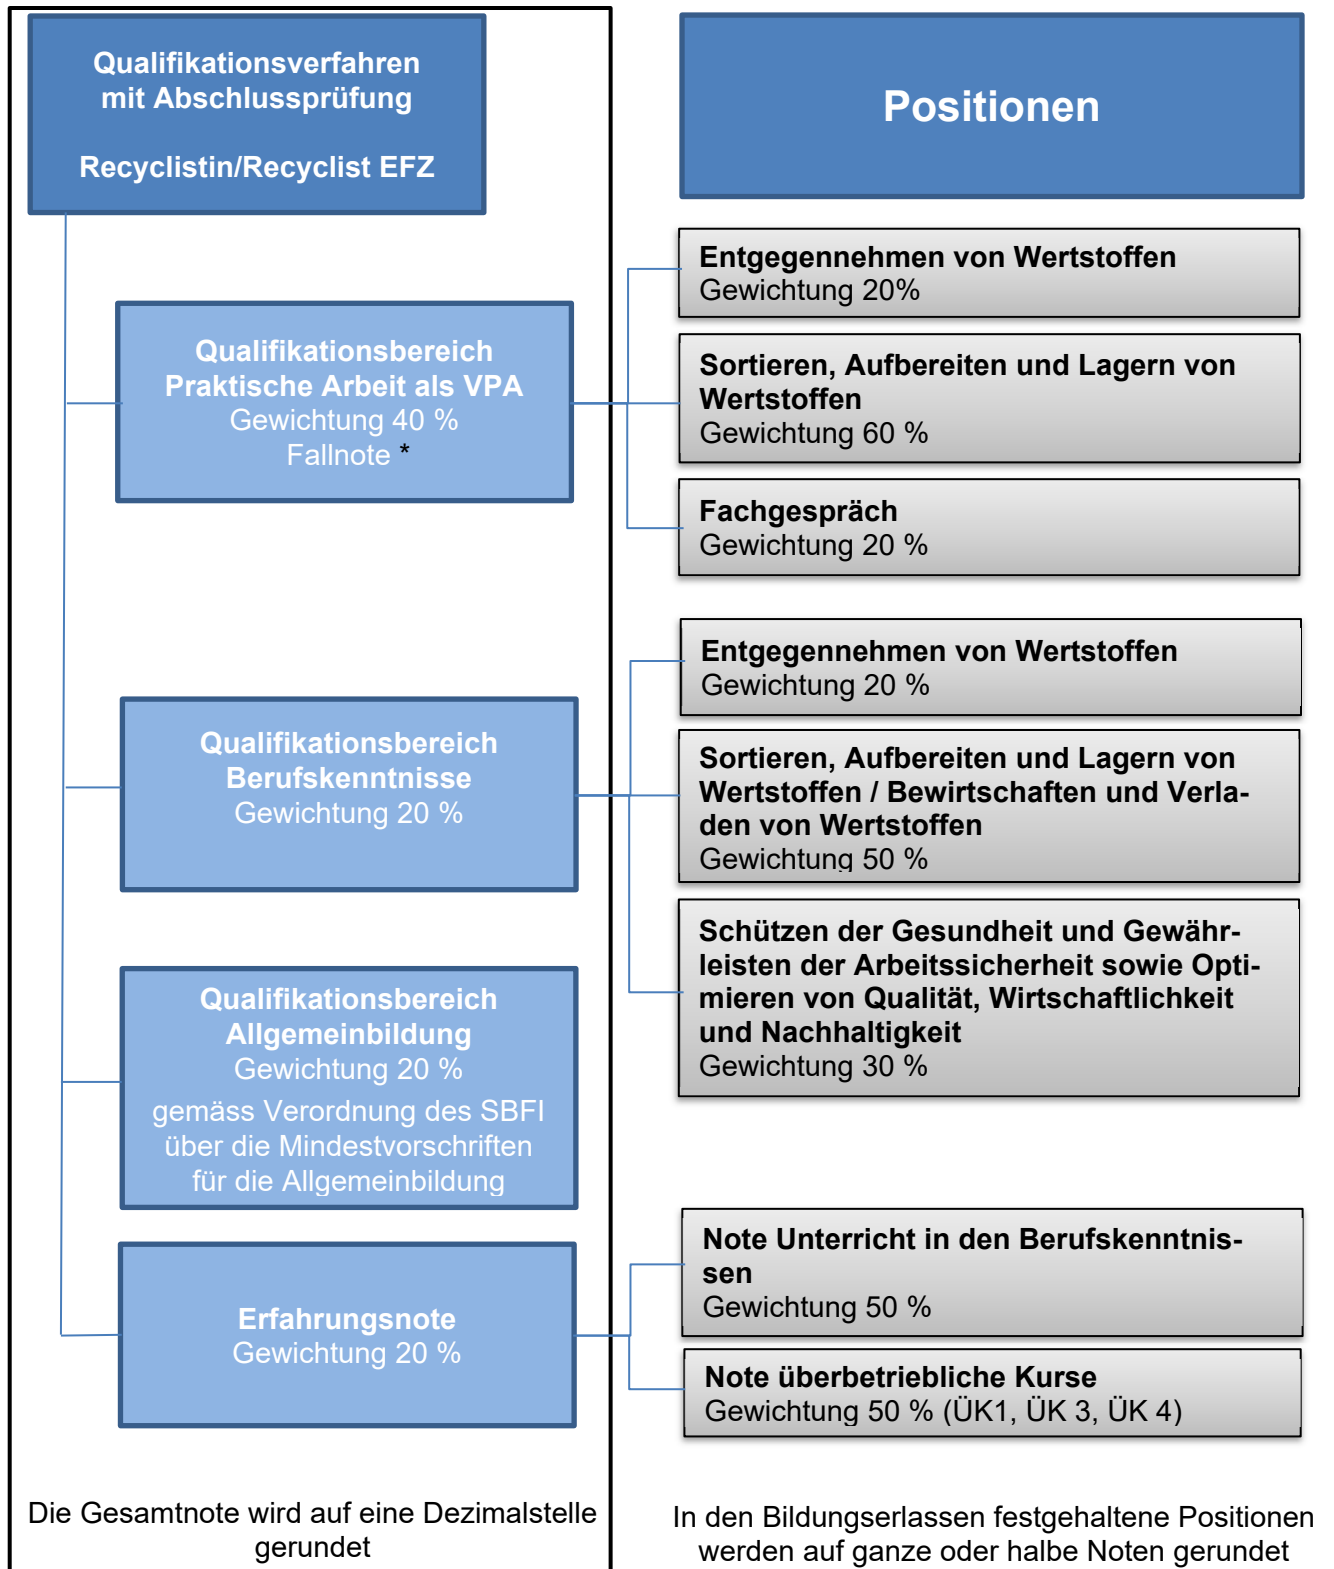 Qualifikationsverfahren
mit Abschlussprüfung
Recyclistin/Recyclist EFZ
Positionen
Qualifikationsbereich
Praktische Arbeit als VPA
Gewichtung 40 %
Fallnote *
Entgegennehmen von Wertstoffen
Gewichtung 20%
Sortieren, Aufbereiten und Lagern von
Wertstoffen
Gewichtung 60 %
Fachgespräch
Gewichtung 20 %
Qualifikationsbereich
Berufskenntnisse
Gewichtung 20 %
Entgegennehmen von Wertstoffen
Gewichtung 20 %
Sortieren, Aufbereiten und Lagern von
Wertstoffen / Bewirtschaften und Verla-
den von Wertstoffen
Gewichtung 50 %
Schützen der Gesundheit und Gewähr-
leisten der Arbeitssicherheit sowie Opti-
mieren von Qualität, Wirtschaftlichkeit
und Nachhaltigkeit
Gewichtung 30 %
Qualifikationsbereich
Allgemeinbildung
Gewichtung 20 %
gemäss Verordnung des SBFI
über die Mindestvorschriften
für die Allgemeinbildung
Erfahrungsnote
Gewichtung 20 %
Note Unterricht in den Berufskenntnis-
sen
Gewichtung 50 %
Note überbetriebliche Kurse
Gewichtung 50 % (ÜK1, ÜK 3, ÜK 4)
Die Gesamtnote wird auf eine Dezimalstelle
gerundet
In den Bildungserlassen festgehaltene Positionen
werden auf ganze oder halbe Noten gerundet